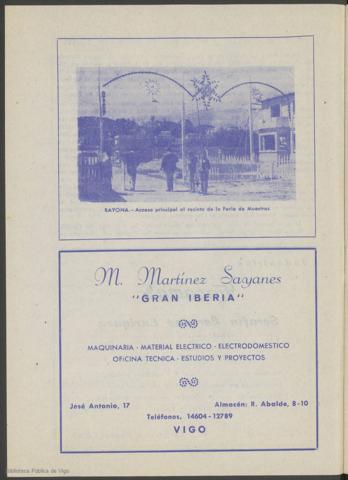 BAYONA.—Acceso principal al recinto de la Feria de Muestras
M. Martínez Sayanes
"GRAN IBERIA"
MAQUINARIA - MATERIAL ELECTRICO - ELECTRODOMESTICO
OFICINA TECNICA - ESTUDIOS Y PROYECTOS
José Antonio, 17
Almacén: R. Abalde, 8-10
Teléfonos, 14604-12789
VIGO
Biblioteca Pública de Vigo